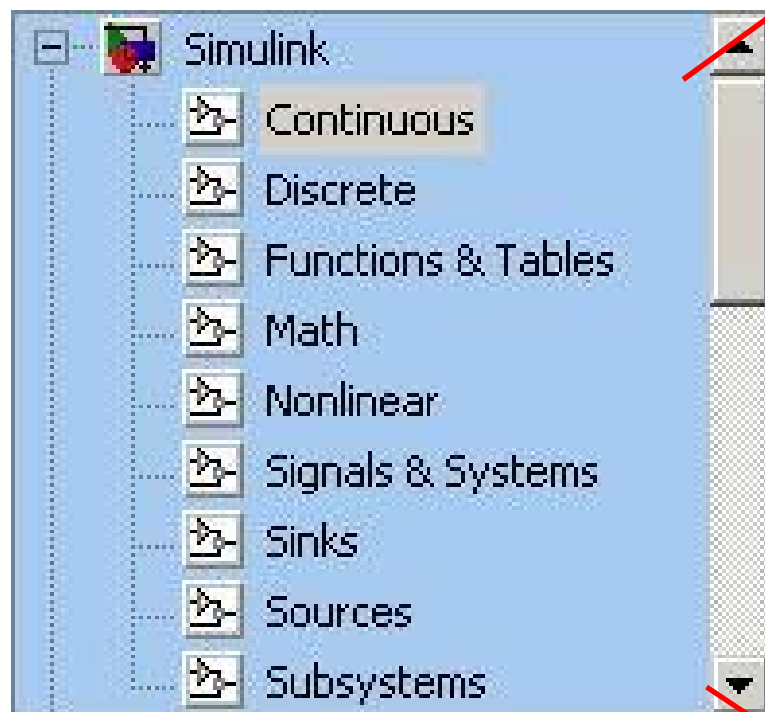 Simulink
Continuous
Discrete
Functions & Tables
Math
Nonlinear
Signals & Systems
Sinks
Sources
Subsystems